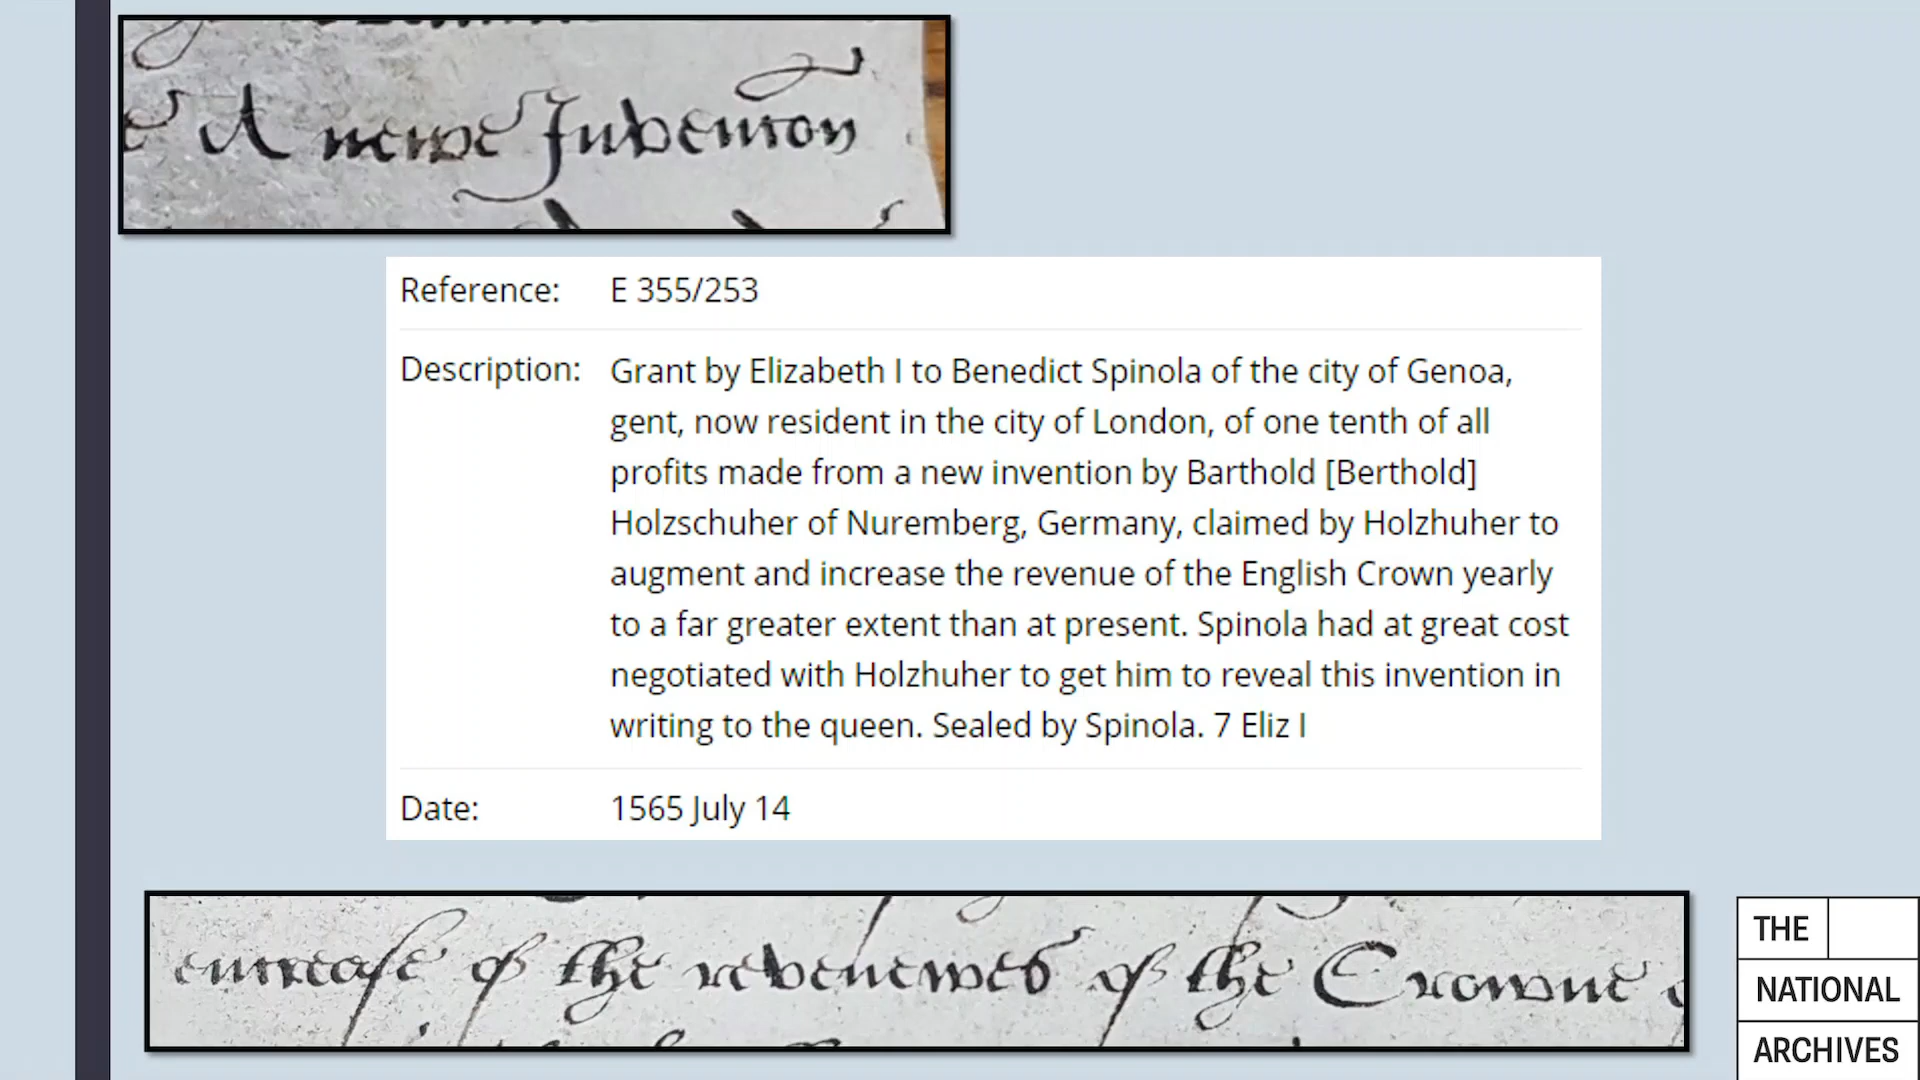 A newe Invencon
Reference: E 355/253
Description: Grant by Elizabeth I to Benedict Spinola of the city of Genoa,
gent, now resident in the city of London, of one tenth of all
profits made from a new invention by Barthold [Berthold]
Holzschuher of Nuremberg, Germany, claimed by Holzhuher to
augment and increase the revenue of the English Crown yearly
to a far greater extent than at present. Spinola had at great cost
negotiated with Holzhuher to get him to reveal this invention in
writing to the queen. Sealed by Spinola. 7 Eliz I
Date: 1565 July 14
encrease of the revenewes of the Crowne
THE
NATIONAL
ARCHIVES